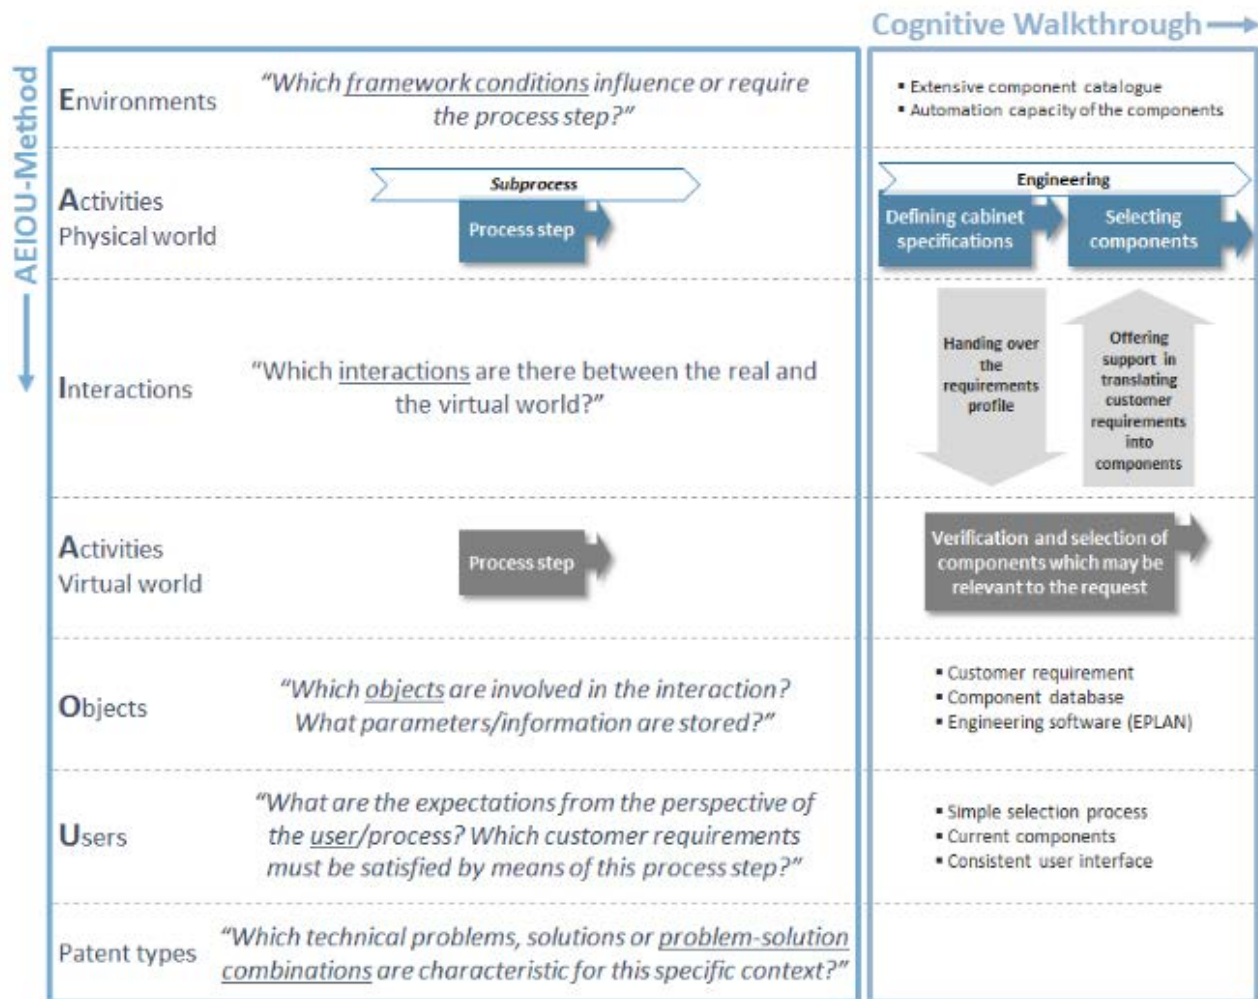 Cognitive Walkthrough
AEIOU-Method
Environments
"Which framework conditions influence or require
the process step?"
▪ Extensive component catalogue
▪ Automation capacity of the components
Activities
Physical world
Subprocess
Process step
Engineering
Defining cabinet
specifications
Selecting
components
Interactions
"Which interactions are there between the real and
the virtual world?"
Handing over
the
requirements
profile
Offering
support in
translating
customer
requirements
into
components
Activities
Virtual world
Process step
Verification and selection of
components which may be
relevant to the request
Objects
"Which objects are involved in the interaction?
What parameters/information are stored?"
▪ Customer requirement
▪ Component database
▪ Engineering software (EPLAN)
Users
"What are the expectations from the perspective of
the user/process? Which customer requirements
must be satisfied by means of this process step?"
▪ Simple selection process
▪ Current components
▪ Consistent user interface
Patent types
"Which technical problems, solutions or problem-solution
combinations are characteristic for this specific context?"